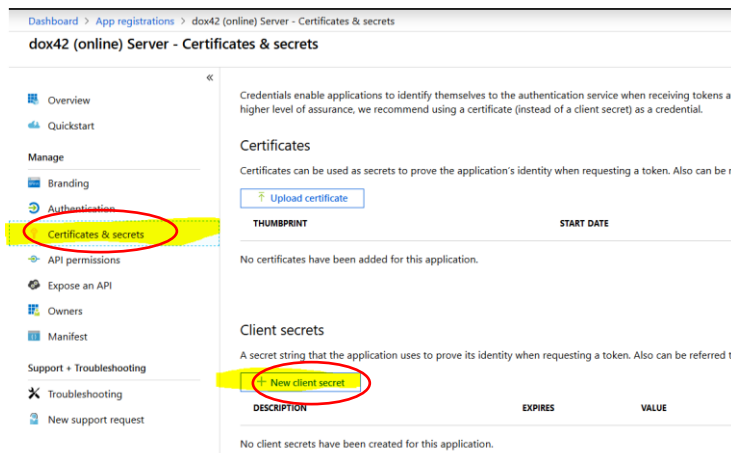 Dashboard > App registrations > dox42 (online) Server - Certificates & secrets
dox42 (online) Server - Certificates & secrets
«
Overview
Quickstart
Manage
Branding
Authentication
Certificates & secrets
API permissions
Expose an API
Owners
Manifest
Support + Troubleshooting
Troubleshooting
New support request
Credentials enable applications to identify themselves to the authentication service when receiving tokens a
higher level of assurance, we recommend using a certificate (instead of a client secret) as a credential.
Certificates
Certificates can be used as secrets to prove the application's identity when requesting a token. Also can be r
Upload certificate
THUMBPRINT START DATE
No certificates have been added for this application.
Client secrets
A secret string that the application uses to prove its identity when requesting a token. Also can be referred t
+ New client secret
DESCRIPTION EXPIRES VALUE
No client secrets have been created for this application.